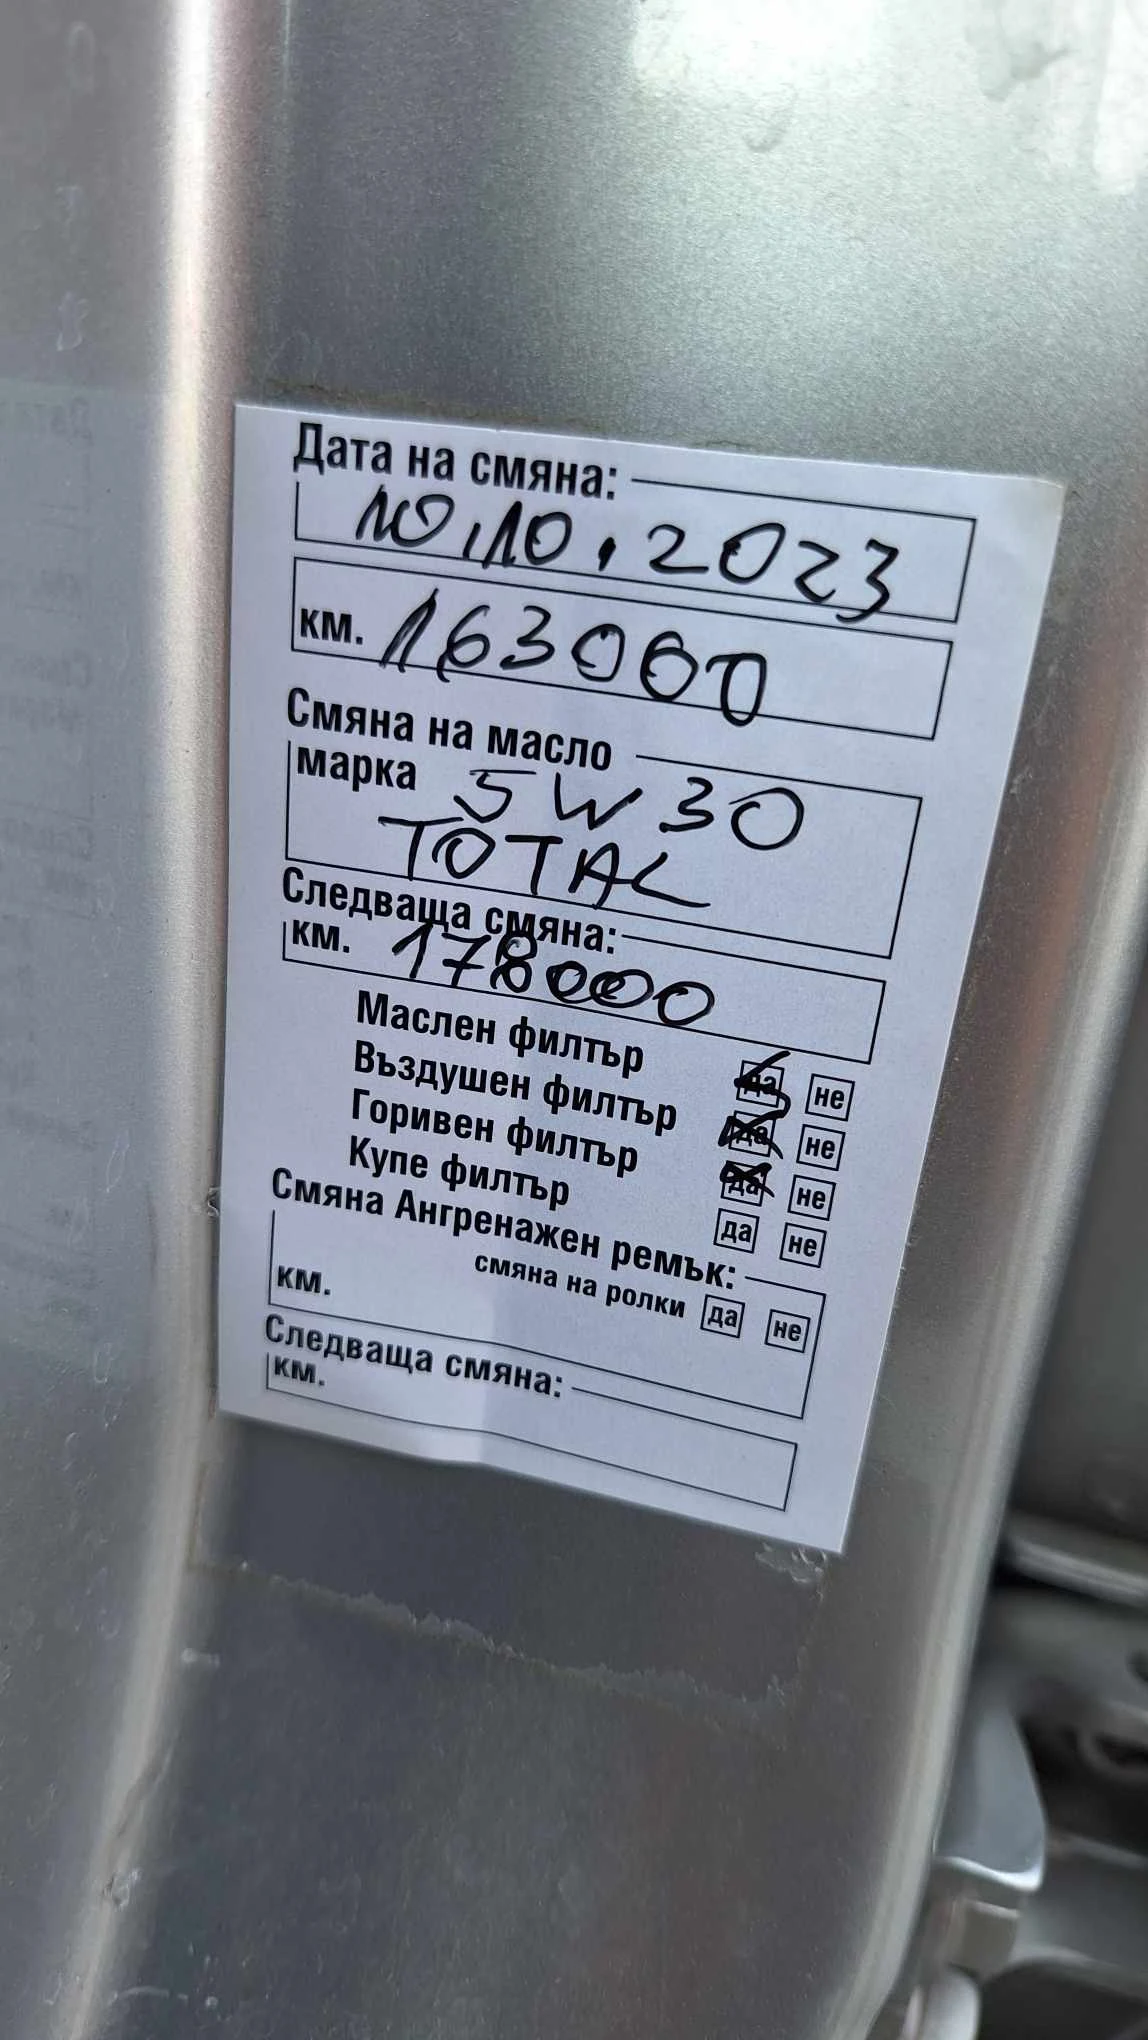 Дата на смяна:
10.10.2023
км. 163000
Смяна на масло
марка 5W30
TOTAL
Следваща смяна:
км. 178000
Маслен филтър да не
Въздушен филтър да не
Горивен филтър да не
Купе филтър да не
Смяна Ангренажен ремък:
смяна на ролки да не
км.
Следваща смяна:
км.